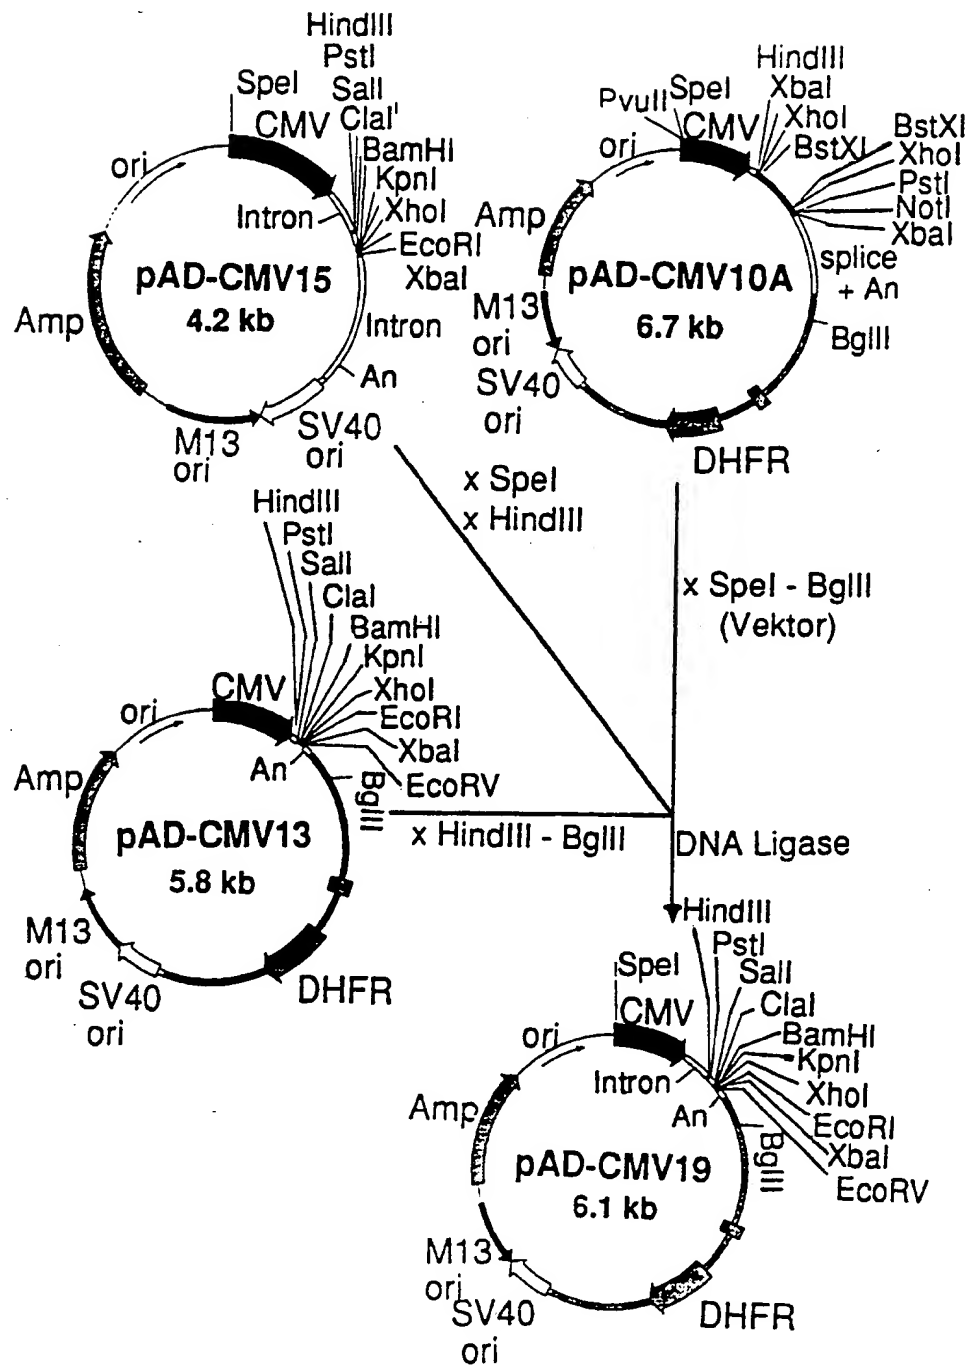 HindIII
PstI
SpeI
SalI
CMV
ClaI
BamHI
KpnI
XhoI
EcoRI
XbaI
ori
Intron
pAD-CMV15
4.2 kb
Amp
Intron
An
SV40
ori
M13
ori
HindIII
XbaI
PvuII
SpeI
CMV
XhoI
BstXI
BstXI
XhoI
PstI
NotI
XbaI
ori
Amp
pAD-CMV10A
6.7 kb
splice
+ An
M13
ori
BglII
SV40
ori
DHFR
x SpeI
x HindIII
x SpeI - BglII
(Vektor)
HindIII
PstI
SalI
ClaI
BamHI
KpnI
CMV
XhoI
ori
EcoRI
XbaI
An
EcoRV
Amp
BglII
pAD-CMV13
5.8 kb
x HindIII - BglII
DNA Ligase
M13
ori
SV40
ori
DHFR
HindIII
PstI
SpeI
SalI
CMV
ClaI
BamHI
ori
KpnI
Intron
XhoI
Amp
An
EcoRI
XbaI
BglII
EcoRV
pAD-CMV19
6.1 kb
M13
ori
SV40
ori
DHFR